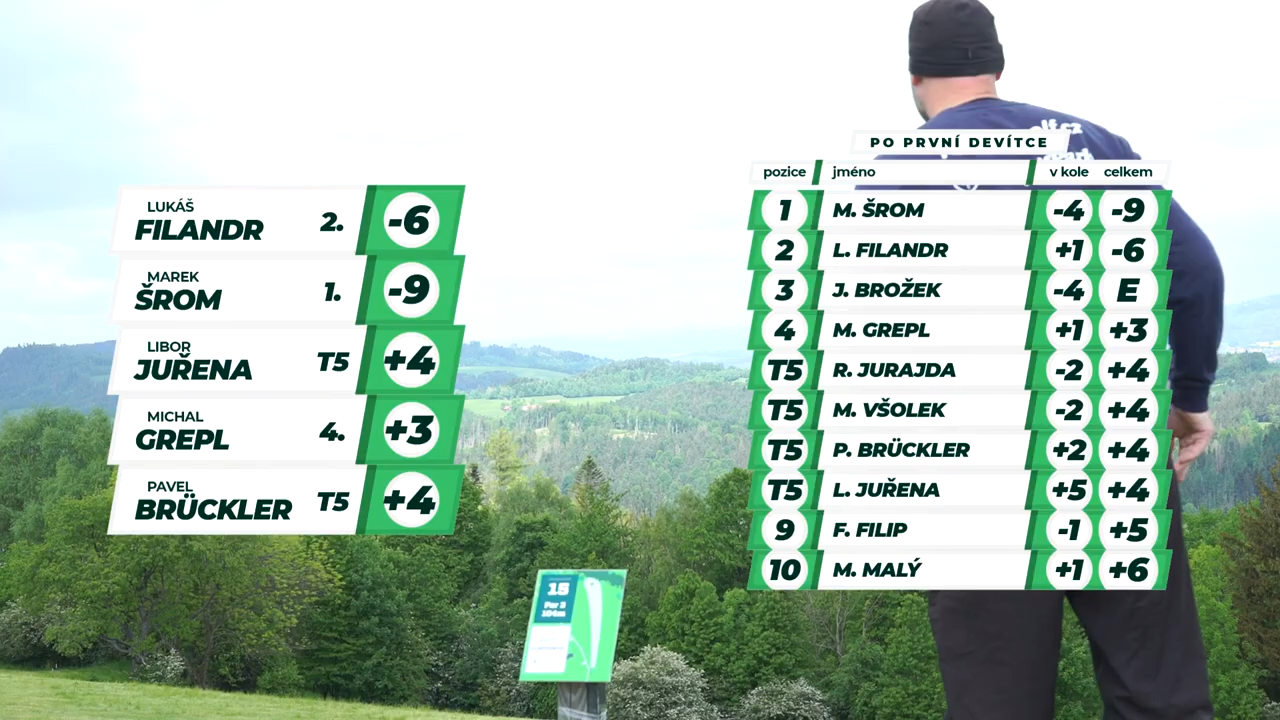 LUKÁŠ
FILANDR 2. -6
MAREK
ŠROM 1. -9
LIBOR
JUŘENA T5 +4
MICHAL
GREPL 4. +3
PAVEL
BRÜCKLER T5 +4
PO PRVNÍ DEVÍTCE
pozice jméno v kole celkem
1 M. ŠROM -4 -9
2 L. FILANDR +1 -6
3 J. BROŽEK -4 E
4 M. GREPL +1 +3
T5 R. JURAJDA -2 +4
T5 M. VŠOLEK -2 +4
T5 P. BRÜCKLER +2 +4
T5 L. JUŘENA +5 +4
9 F. FILIP -1 +5
10 M. MALÝ +1 +6
15
Par 3